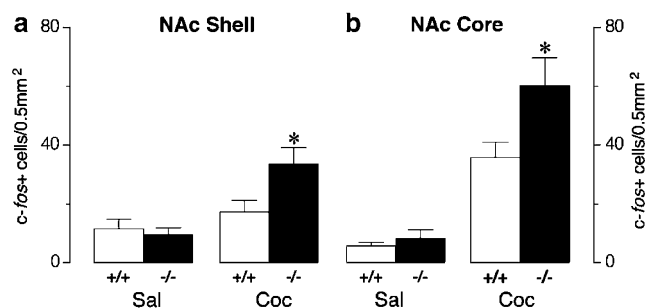 a NAc Shell
b NAc Core
80
40
0
c-fos+ cells/0.5mm²
*
+/+ -/- +/+ -/-
Sal Coc
*
80
40
0
c-fos+ cells/0.5mm²
+/+ -/- +/+ -/-
Sal Coc